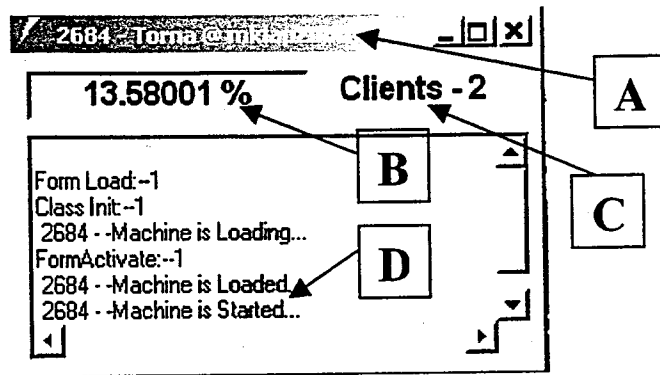 2684 - Torna @
13.58001 %
Clients - 2
A
B
C
D
Form Load:--1
Class Init:--1
2684 - -Machine is Loading...
FormActivate:--1
2684 - -Machine is Loaded...
2684 - -Machine is Started...